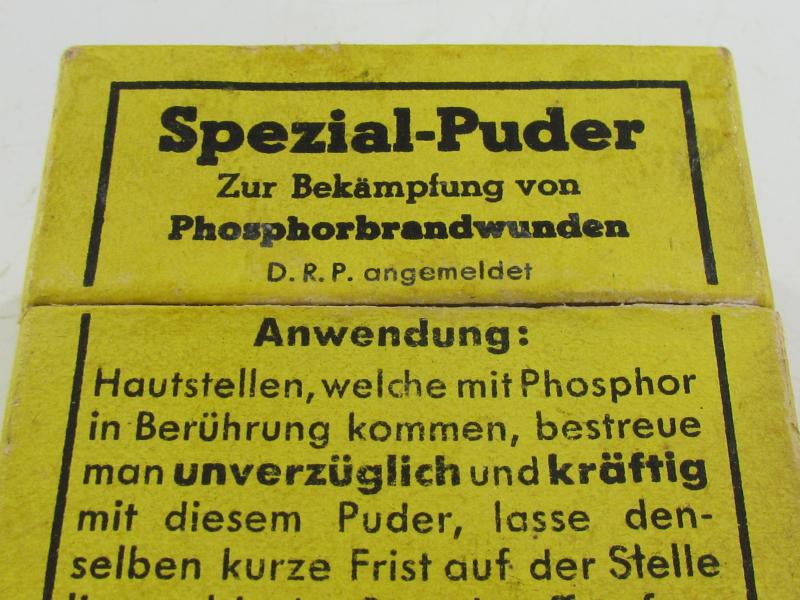 Spezial-Puder
Zur Bekämpfung von
Phosphorbrandwunden
D.R.P. angemeldet
Anwendung:
Hautstellen, welche mit Phosphor
in Berührung kommen, bestreue
man unverzüglich und kräftig
mit diesem Puder, lasse den-
selben kurze Frist auf der Stelle